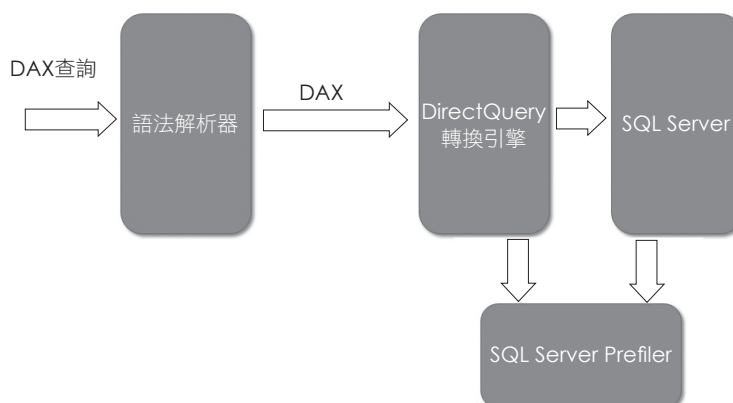 DAX查詢
語法解析器
DAX
DirectQuery
轉換引擎
SQL Server
SQL Server Prefiler